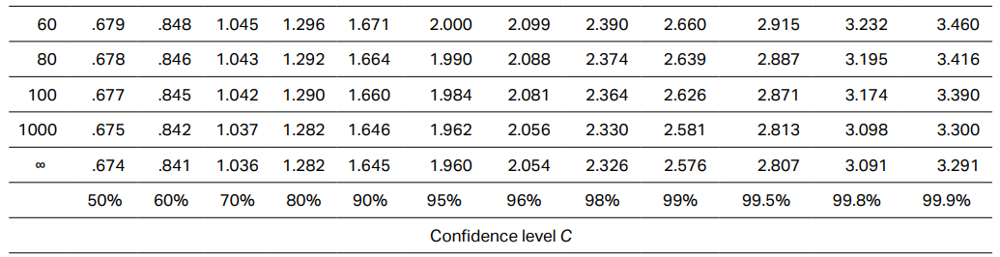 60 .679 .848 1.045 1.296 1.671 2.000 2.099 2.390 2.660 2.915 3.232 3.460
80 .678 .846 1.043 1.292 1.664 1.990 2.088 2.374 2.639 2.887 3.195 3.416
100 .677 .845 1.042 1.290 1.660 1.984 2.081 2.364 2.626 2.871 3.174 3.390
1000 .675 .842 1.037 1.282 1.646 1.962 2.056 2.330 2.581 2.813 3.098 3.300
∞ .674 .841 1.036 1.282 1.645 1.960 2.054 2.326 2.576 2.807 3.091 3.291
50% 60% 70% 80% 90% 95% 96% 98% 99% 99.5% 99.8% 99.9%
Confidence level C